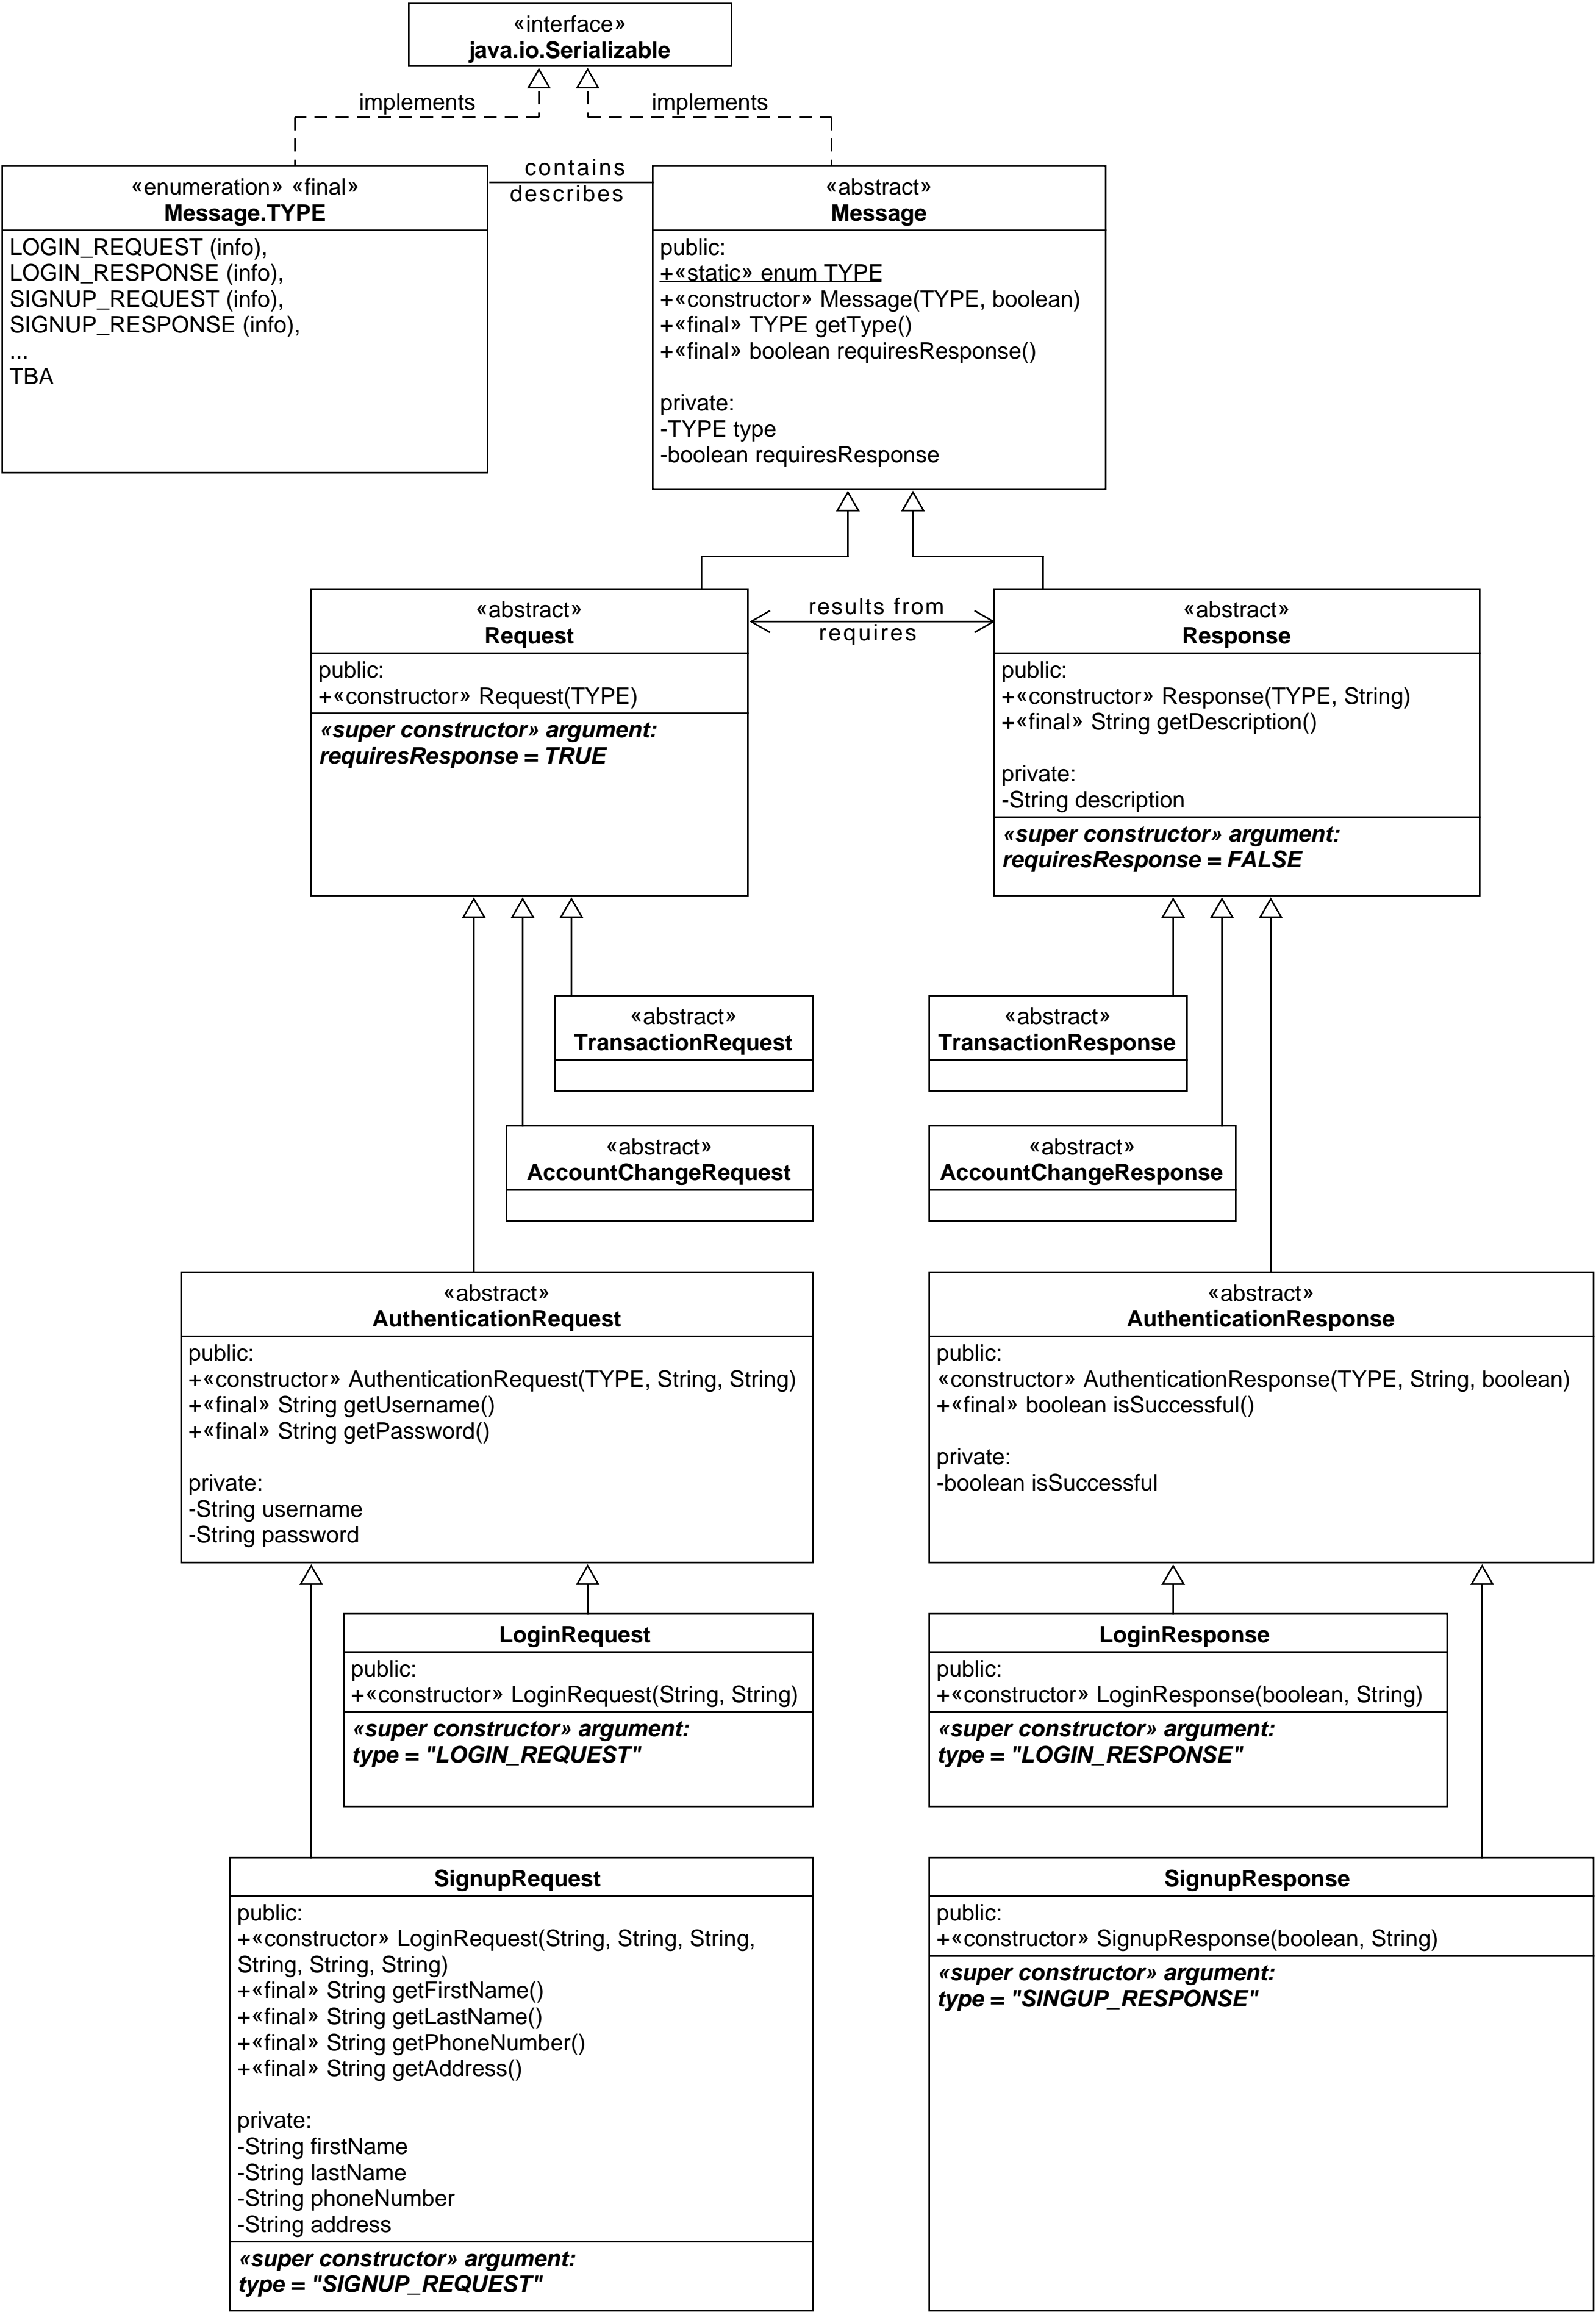 «interface»
java.io.Serializable
implements
implements
contains
describes
«enumeration» «final»
Message.TYPE
LOGIN_REQUEST (info),
LOGIN_RESPONSE (info),
SIGNUP_REQUEST (info),
SIGNUP_RESPONSE (info),
...
TBA
«abstract»
Message
public:
+«static» enum TYPE
+«constructor» Message(TYPE, boolean)
+«final» TYPE getType()
+«final» boolean requiresResponse()
private:
-TYPE type
-boolean requiresResponse
«abstract»
Request
public:
+«constructor» Request(TYPE)
«super constructor» argument:
requiresResponse = TRUE
results from
requires
«abstract»
Response
public:
+«constructor» Response(TYPE, String)
+«final» String getDescription()
private:
-String description
«super constructor» argument:
requiresResponse = FALSE
«abstract»
TransactionRequest
«abstract»
TransactionResponse
«abstract»
AccountChangeRequest
«abstract»
AccountChangeResponse
«abstract»
AuthenticationRequest
public:
+«constructor» AuthenticationRequest(TYPE, String, String)
+«final» String getUsername()
+«final» String getPassword()
private:
-String username
-String password
«abstract»
AuthenticationResponse
public:
«constructor» AuthenticationResponse(TYPE, String, boolean)
+«final» boolean isSuccessful()
private:
-boolean isSuccessful
LoginRequest
public:
+«constructor» LoginRequest(String, String)
«super constructor» argument:
type = "LOGIN_REQUEST"
LoginResponse
public:
+«constructor» LoginResponse(boolean, String)
«super constructor» argument:
type = "LOGIN_RESPONSE"
SignupRequest
public:
+«constructor» LoginRequest(String, String, String,
String, String, String)
+«final» String getFirstName()
+«final» String getLastName()
+«final» String getPhoneNumber()
+«final» String getAddress()
private:
-String firstName
-String lastName
-String phoneNumber
-String address
«super constructor» argument:
type = "SIGNUP_REQUEST"
SignupResponse
public:
+«constructor» SignupResponse(boolean, String)
«super constructor» argument:
type = "SINGUP_RESPONSE"